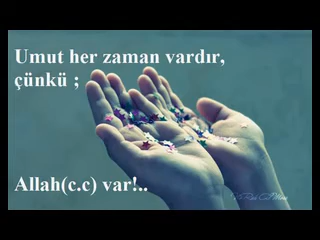 Umut her zaman vardır,
çünkü ;
Allah(c.c) var!..